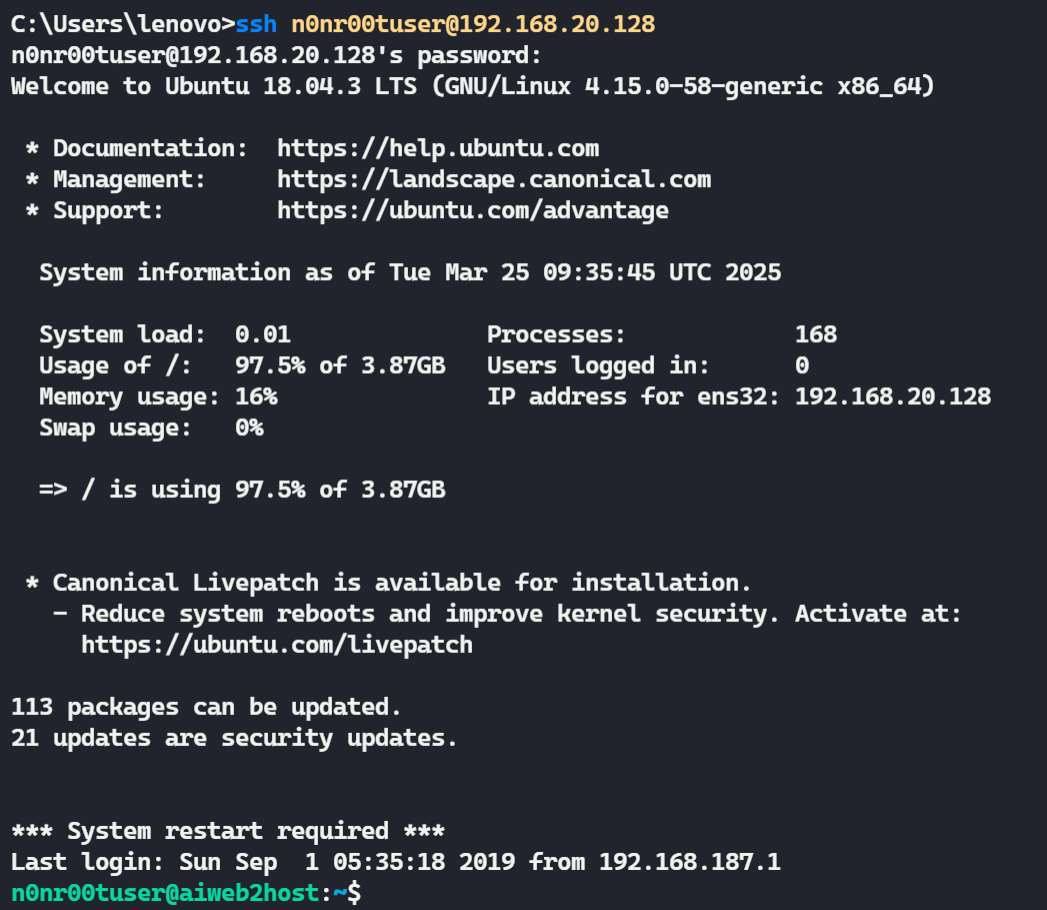 C:\Users\lenovo>ssh n0nr00tuser@192.168.20.128
n0nr00tuser@192.168.20.128's password:
Welcome to Ubuntu 18.04.3 LTS (GNU/Linux 4.15.0-58-generic x86_64)

 * Documentation:  https://help.ubuntu.com
 * Management:     https://landscape.canonical.com
 * Support:        https://ubuntu.com/advantage

  System information as of Tue Mar 25 09:35:45 UTC 2025

  System load:  0.01              Processes:            168
  Usage of /:   97.5% of 3.87GB   Users logged in:      0
  Memory usage: 16%               IP address for ens32: 192.168.20.128
  Swap usage:   0%

  => / is using 97.5% of 3.87GB

 * Canonical Livepatch is available for installation.
   - Reduce system reboots and improve kernel security. Activate at:
     https://ubuntu.com/livepatch

113 packages can be updated.
21 updates are security updates.

*** System restart required ***
Last login: Sun Sep  1 05:35:18 2019 from 192.168.187.1
n0nr00tuser@aiweb2host:~$